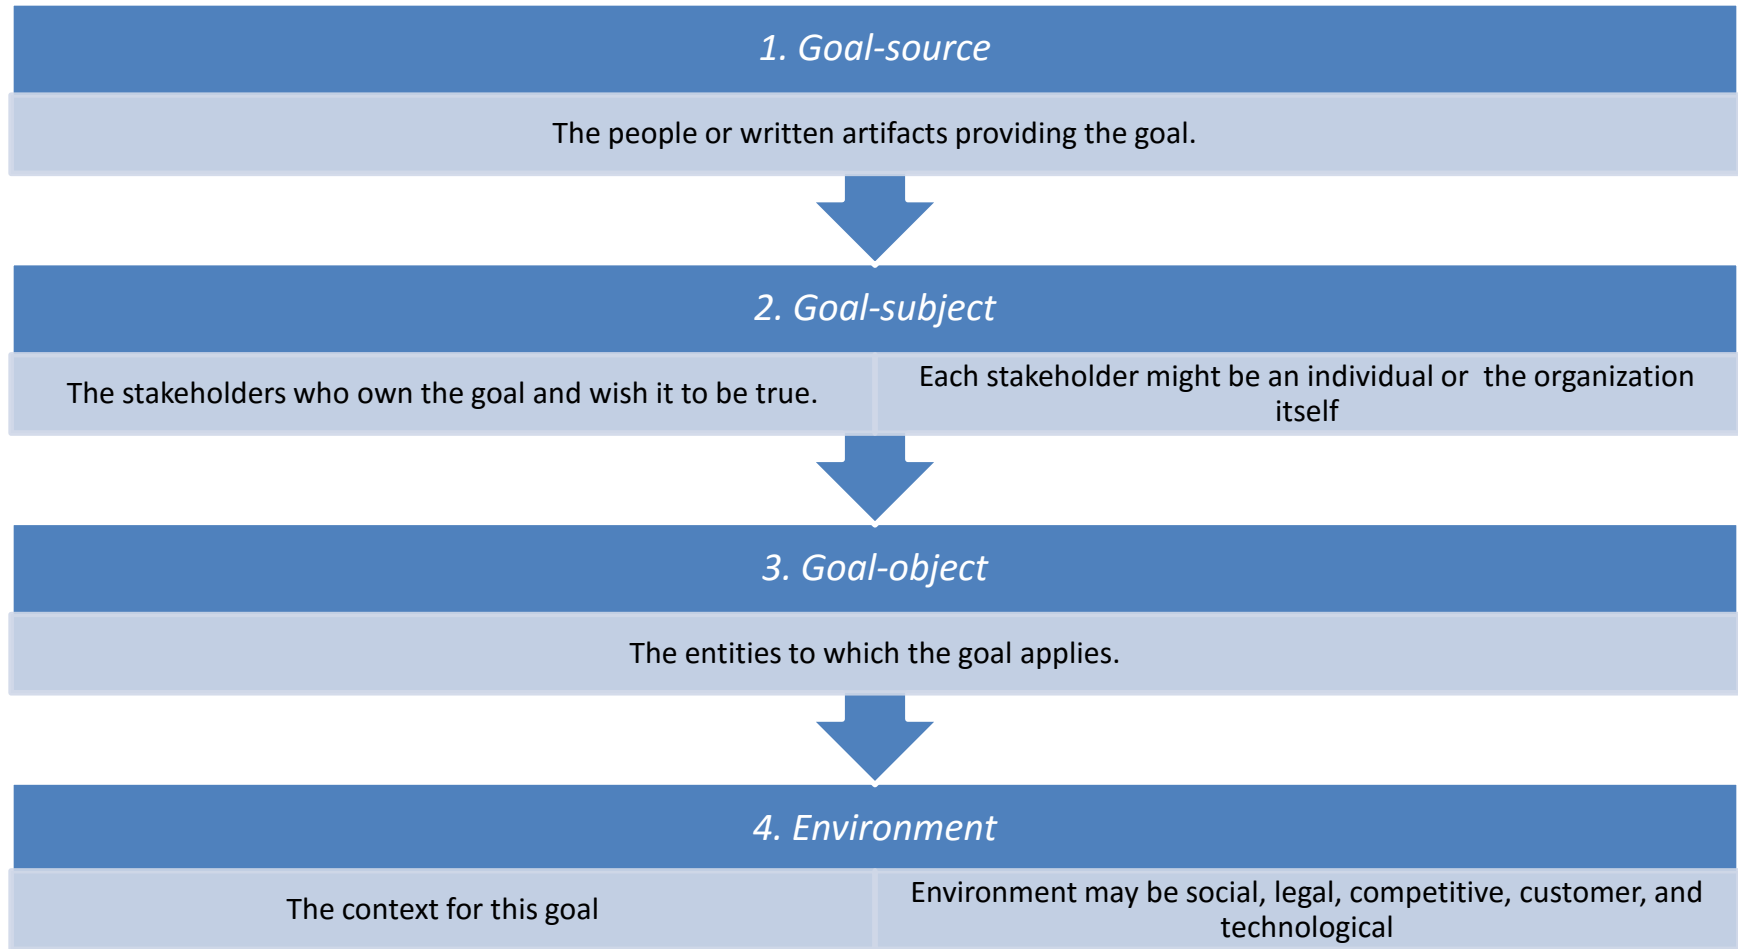 1. Goal-source
The people or written artifacts providing the goal.
2. Goal-subject
The stakeholders who own the goal and wish it to be true.
Each stakeholder might be an individual or  the organization
itself
3. Goal-object
The entities to which the goal applies.
4. Environment
The context for this goal
Environment may be social, legal, competitive, customer, and
technological